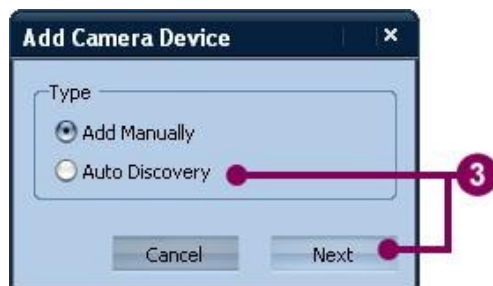 Add Camera Device
Type
Add Manually
Auto Discovery
3
Cancel Next